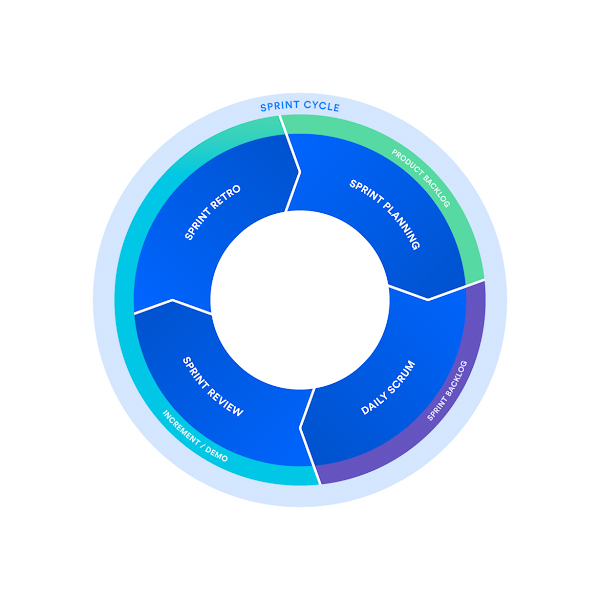 SPRINT CYCLE
PRODUCT BACKLOG
SPRINT PLANNING
SPRINT BACKLOG
DAILY SCRUM
INCREMENT / DEMO
SPRINT REVIEW
SPRINT RETRO